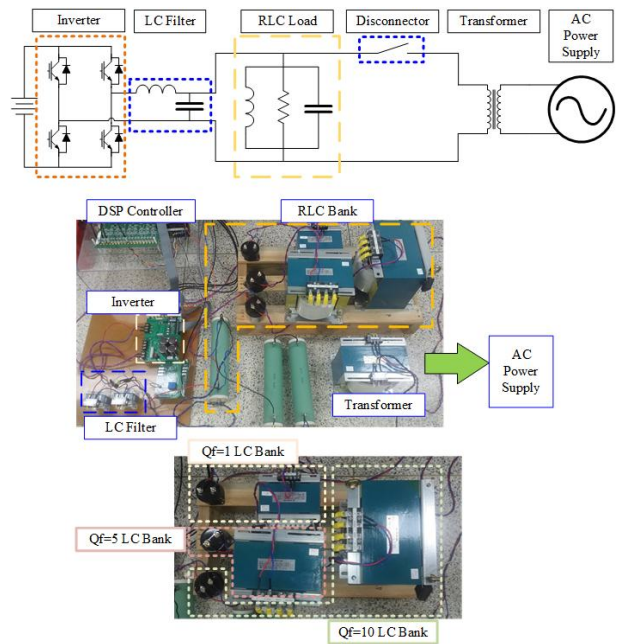 Inverter
LC Filter
RLC Load
Disconnector
Transformer
AC
Power
Supply
DSP Controller
RLC Bank
Inverter
AC
Power
Supply
Transformer
LC Filter
Qf=1 LC Bank
Qf=5 LC Bank
Qf=10 LC Bank